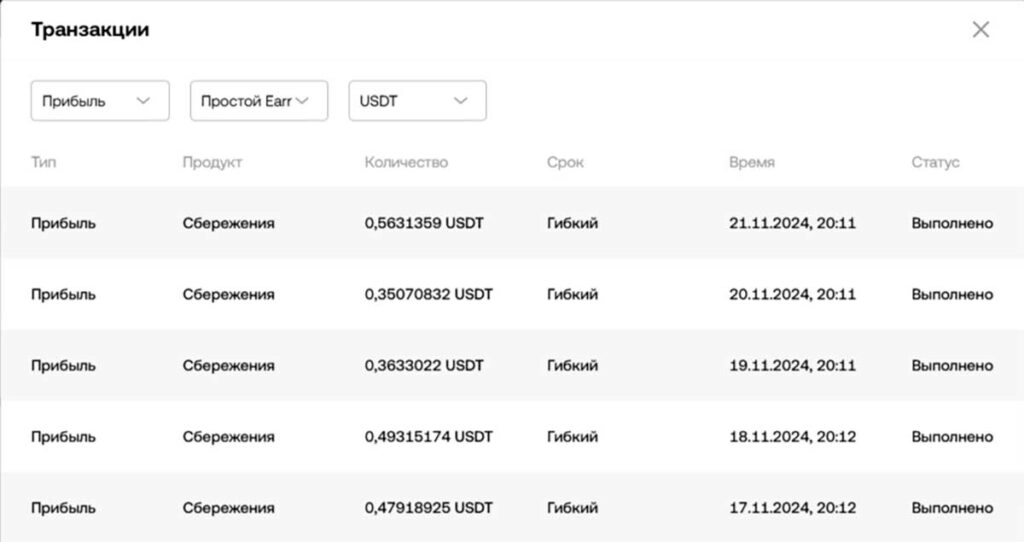 Транзакции
Прибыль Простой Earr USDT
Тип Продукт Количество Срок Время Статус
Прибыль Сбережения 0,5631359 USDT Гибкий 21.11.2024, 20:11 Выполнено
Прибыль Сбережения 0,35070832 USDT Гибкий 20.11.2024, 20:11 Выполнено
Прибыль Сбережения 0,3633022 USDT Гибкий 19.11.2024, 20:11 Выполнено
Прибыль Сбережения 0,49315174 USDT Гибкий 18.11.2024, 20:12 Выполнено
Прибыль Сбережения 0,47918925 USDT Гибкий 17.11.2024, 20:12 Выполнено